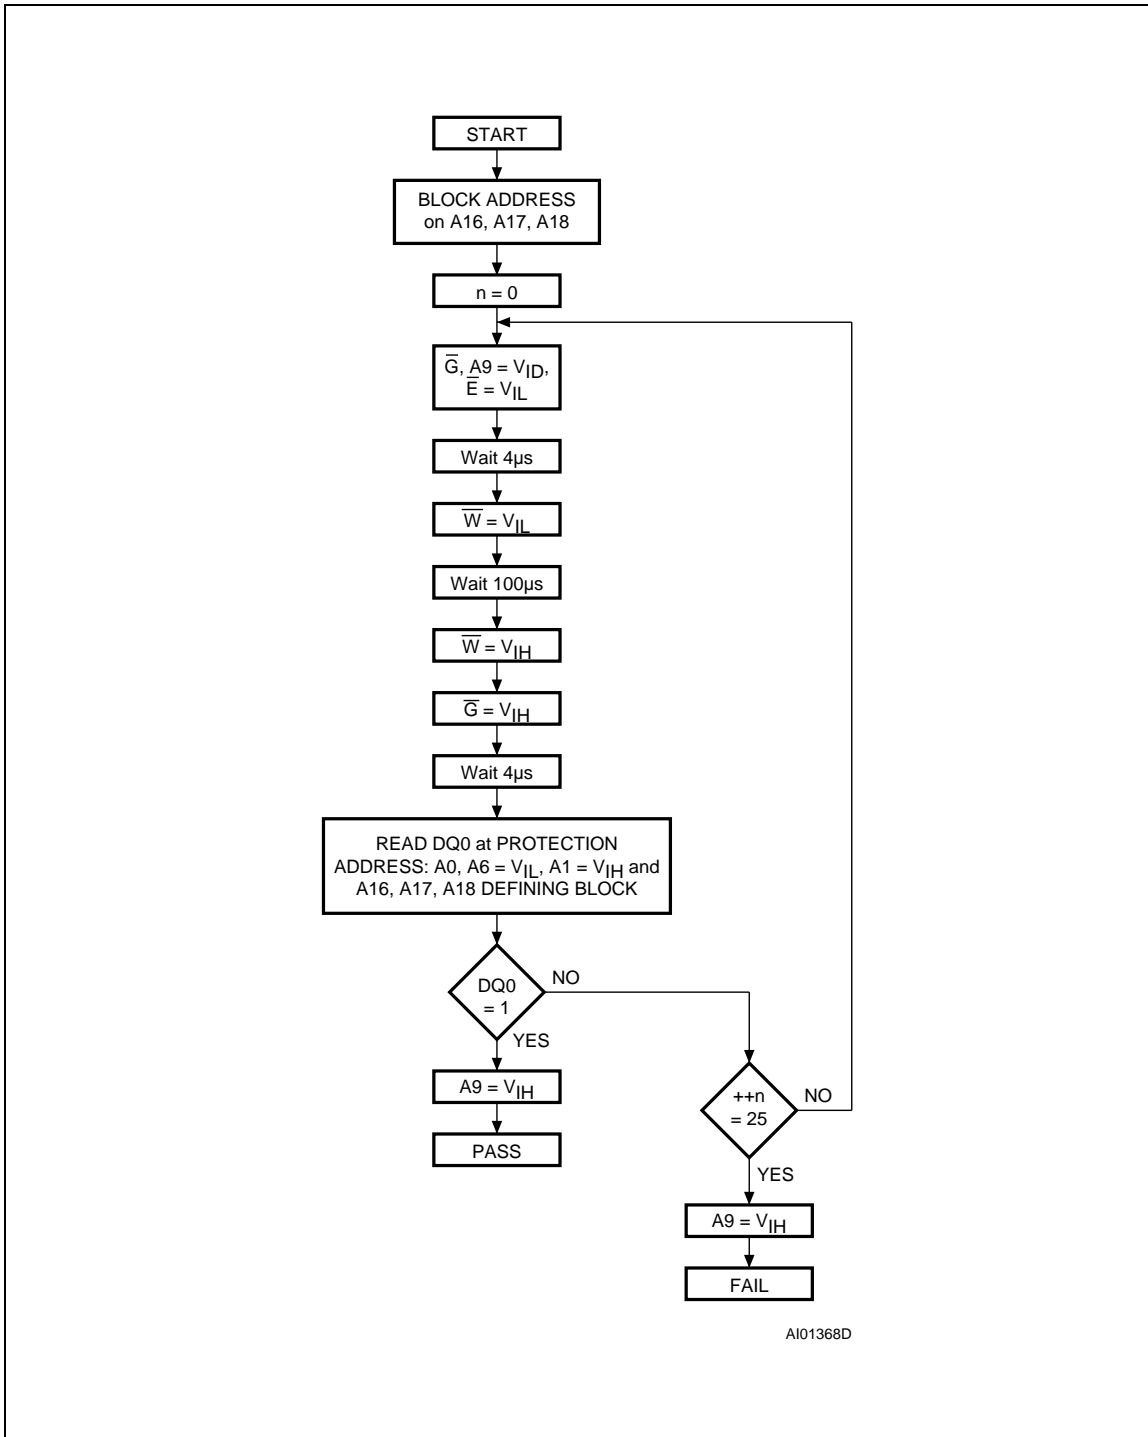 START
BLOCK ADDRESS
on A16, A17, A18
n = 0
G̅, A9 = VID,
E̅ = VIL
Wait 4µs
W̅ = VIL
Wait 100µs
W̅ = VIH
G̅ = VIH
Wait 4µs
READ DQ0 at PROTECTION
ADDRESS: A0, A6 = VIL, A1 = VIH and
A16, A17, A18 DEFINING BLOCK
DQ0
= 1
NO
YES
A9 = VIH
PASS
++n
= 25
NO
YES
A9 = VIH
FAIL
AI01368D